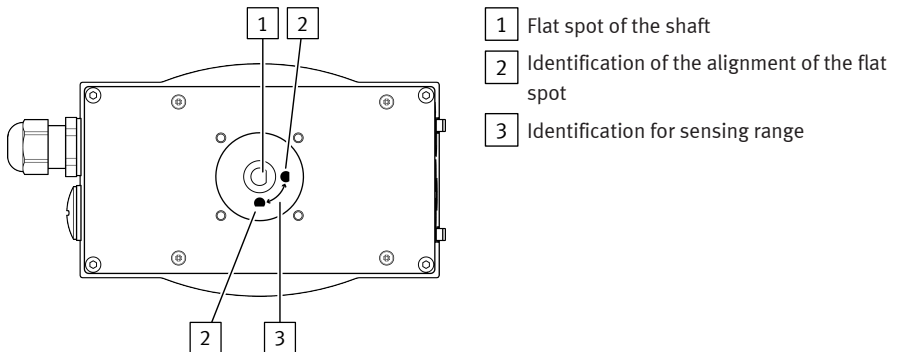 1 2
1 Flat spot of the shaft
2 Identification of the alignment of the flat
spot
3 Identification for sensing range
2 3